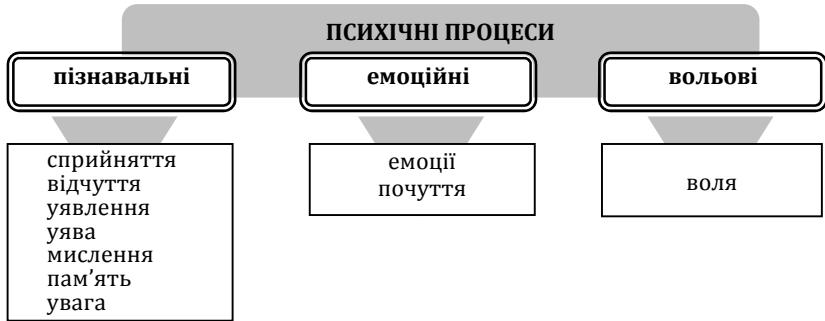 ПСИХІЧНІ ПРОЦЕСИ
пізнавальні
емоційні
вольові
сприйняття
відчуття
уявлення
уява
мислення
пам’ять
увага
емоції
почуття
воля